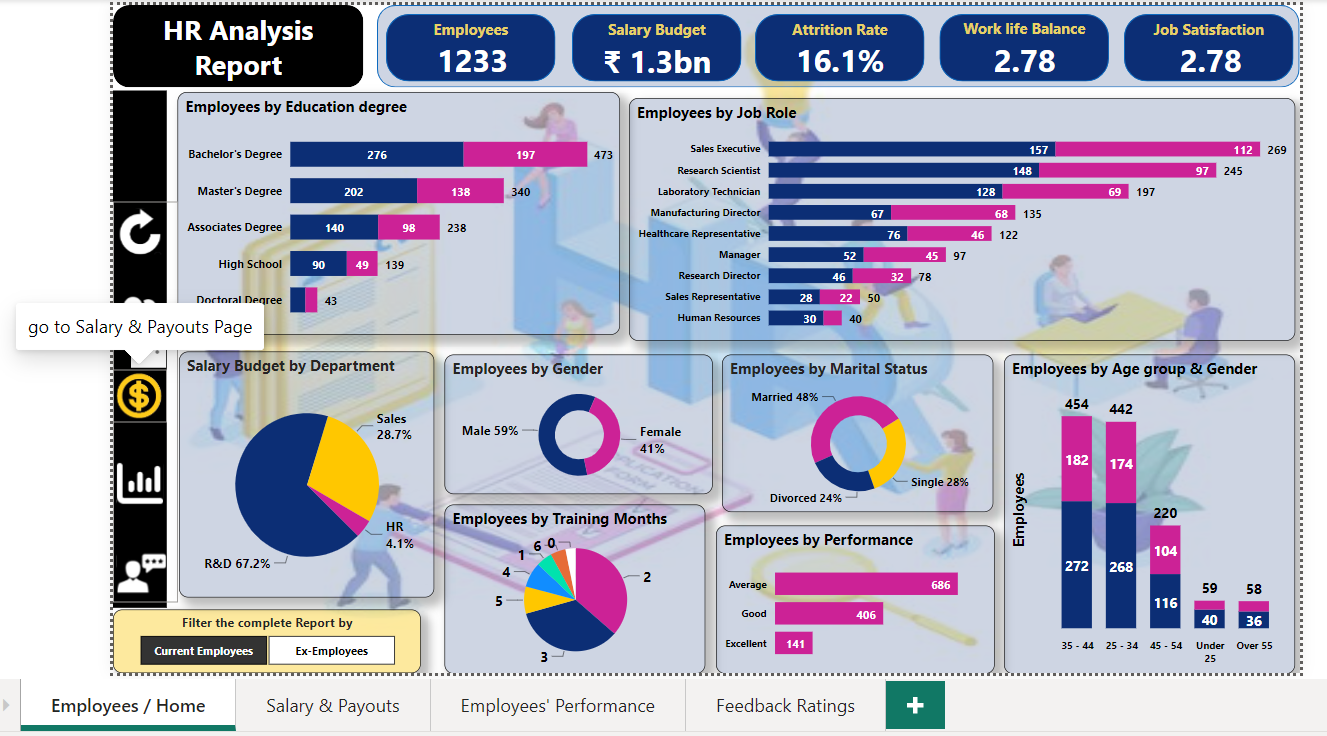 HR Analysis
Report
Employees
1233
Salary Budget
₹ 1.3bn
Attrition Rate
16.1%
Work life Balance
2.78
Job Satisfaction
2.78
Employees by Education degree
Bachelor's Degree 276 197 473
Master's Degree 202 138 340
Associates Degree 140 98 238
High School 90 49 139
Doctoral Degree 43
Employees by Job Role
Sales Executive 157 112 269
Research Scientist 148 97 245
Laboratory Technician 128 69 197
Manufacturing Director 67 68 135
Healthcare Representative 76 46 122
Manager 52 45 97
Research Director 46 32 78
Sales Representative 28 22 50
Human Resources 30 40
go to Salary & Payouts Page
Salary Budget by Department
Sales
28.7%
HR
4.1%
R&D 67.2%
Employees by Gender
Male 59%
Female
41%
Employees by Marital Status
Married 48%
Single 28%
Divorced 24%
Employees by Age group & Gender
Employees
454 442 220 59 58
182 174 104
272 268 116 40 36
35 - 44 25 - 34 45 - 54 Under
25 Over 55
Employees by Training Months
6 0
1
2
4
5
3
Employees by Performance
Average 686
Good 406
Excellent 141
Filter the complete Report by
Current Employees Ex-Employees
Employees / Home Salary & Payouts Employees' Performance Feedback Ratings +